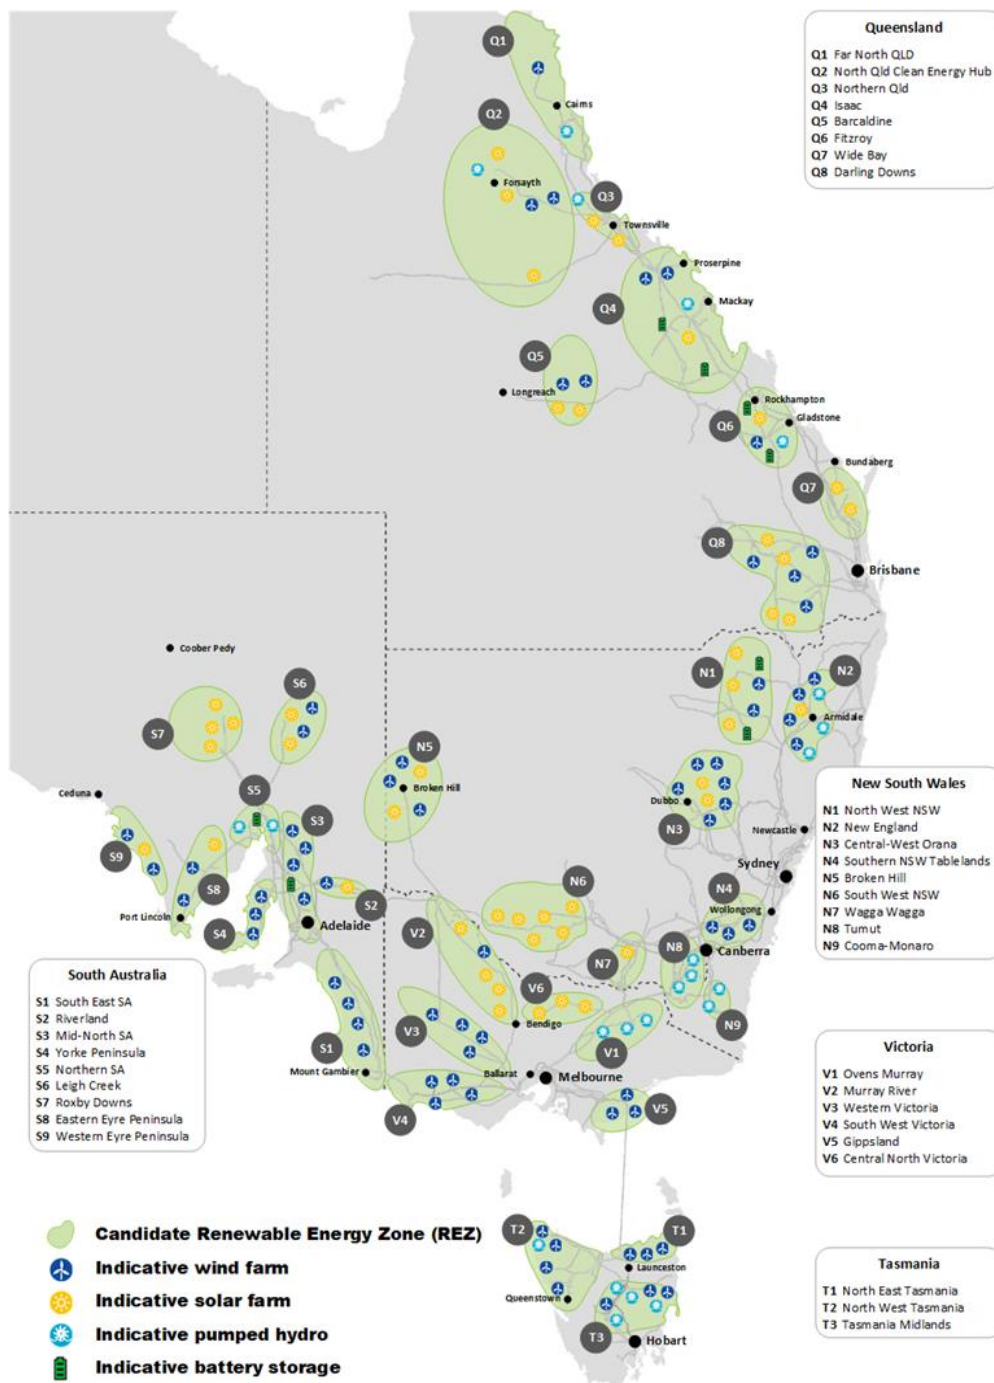 Queensland
Q1 Far North QLD
Q2 North Qld Clean Energy Hub
Q3 Northern Qld
Q4 Isaac
Q5 Barcaldine
Q6 Fitzroy
Q7 Wide Bay
Q8 Darling Downs
Q1
Cairns
Q2
Forsayth
Q3
Townsville
Proserpine
Q4
Mackay
Q5
Longreach
Rockhampton
Q6
Gladstone
Bundaberg
Q7
Q8
Brisbane
Coober Pedy
S6
N1
N2
S7
Armidale
N5
Broken Hill
Ceduna
S5
S3
Dubbo
N3
Newcastle
S9
Sydney
S8
N6
N4
S2
Wollongong
Port Lincoln
Adelaide
S4
V2
N8
Canberra
N7
V6
Bendigo
V3
N9
S1
V1
Mount Gambier
Ballarat
Melbourne
V4
V5
New South Wales
N1 North West NSW
N2 New England
N3 Central-West Orana
N4 Southern NSW Tablelands
N5 Broken Hill
N6 South West NSW
N7 Wagga Wagga
N8 Tumut
N9 Cooma-Monaro
South Australia
S1 South East SA
S2 Riverland
S3 Mid-North SA
S4 Yorke Peninsula
S5 Northern SA
S6 Leigh Creek
S7 Roxby Downs
S8 Eastern Eyre Peninsula
S9 Western Eyre Peninsula
Victoria
V1 Ovens Murray
V2 Murray River
V3 Western Victoria
V4 South West Victoria
V5 Gippsland
V6 Central North Victoria
T2
T1
Launceston
Queenstown
T3
Hobart
Tasmania
T1 North East Tasmania
T2 North West Tasmania
T3 Tasmania Midlands
Candidate Renewable Energy Zone (REZ)
Indicative wind farm
Indicative solar farm
Indicative pumped hydro
Indicative battery storage